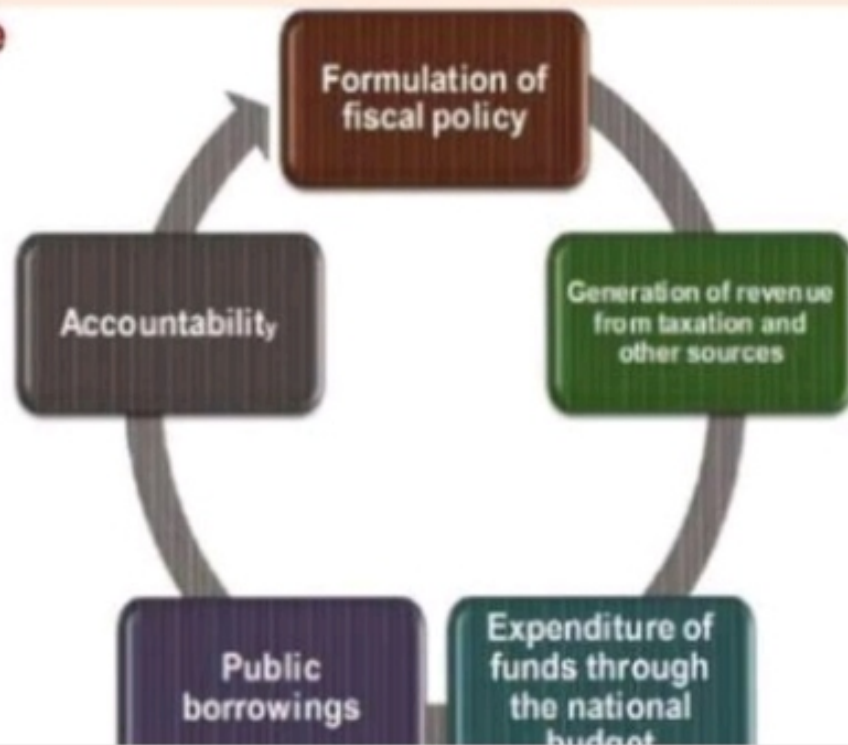 Formulation of
fiscal policy
Generation of revenue
from taxation and
other sources
Expenditure of
funds through
the national
budget
Public
borrowings
Accountability